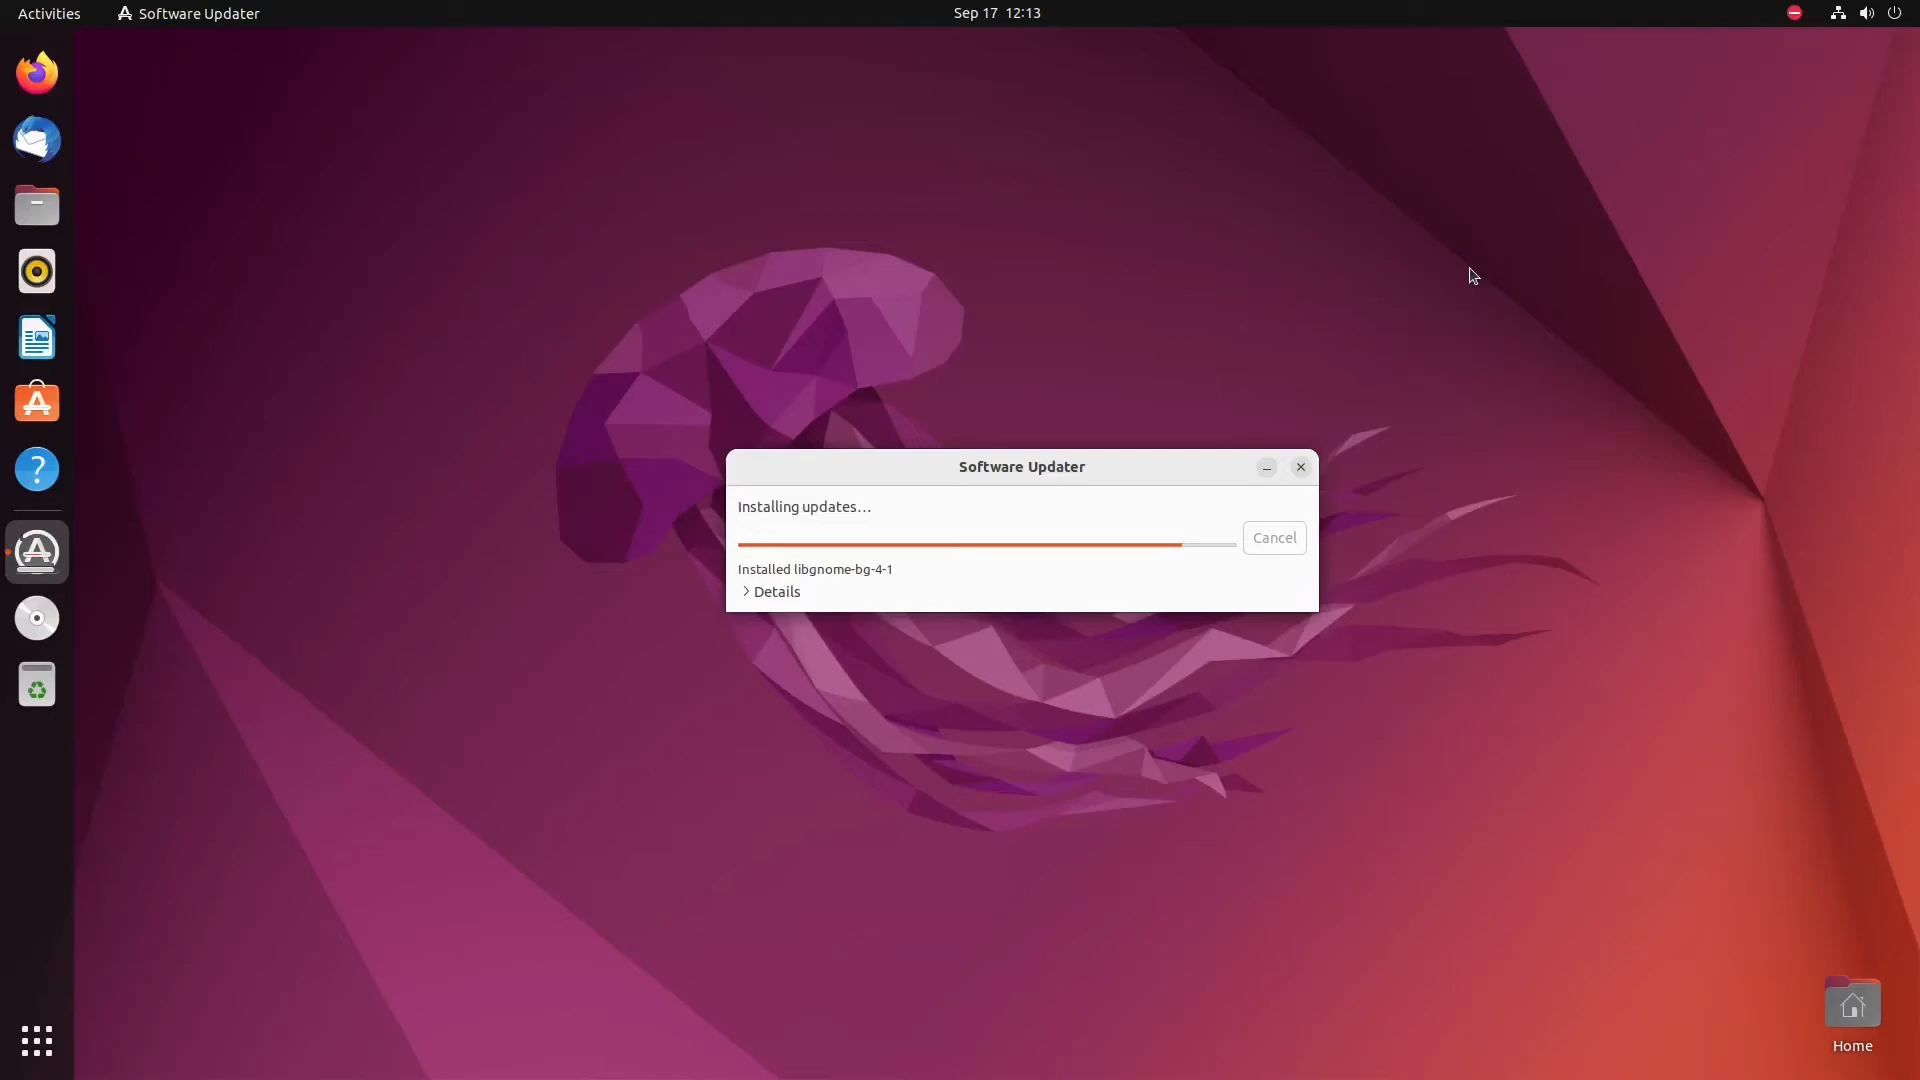 Activities
Software Updater
Sep 17 12:13
Software Updater
Installing updates…
Cancel
Installed libgnome-bg-4-1
Details
Home